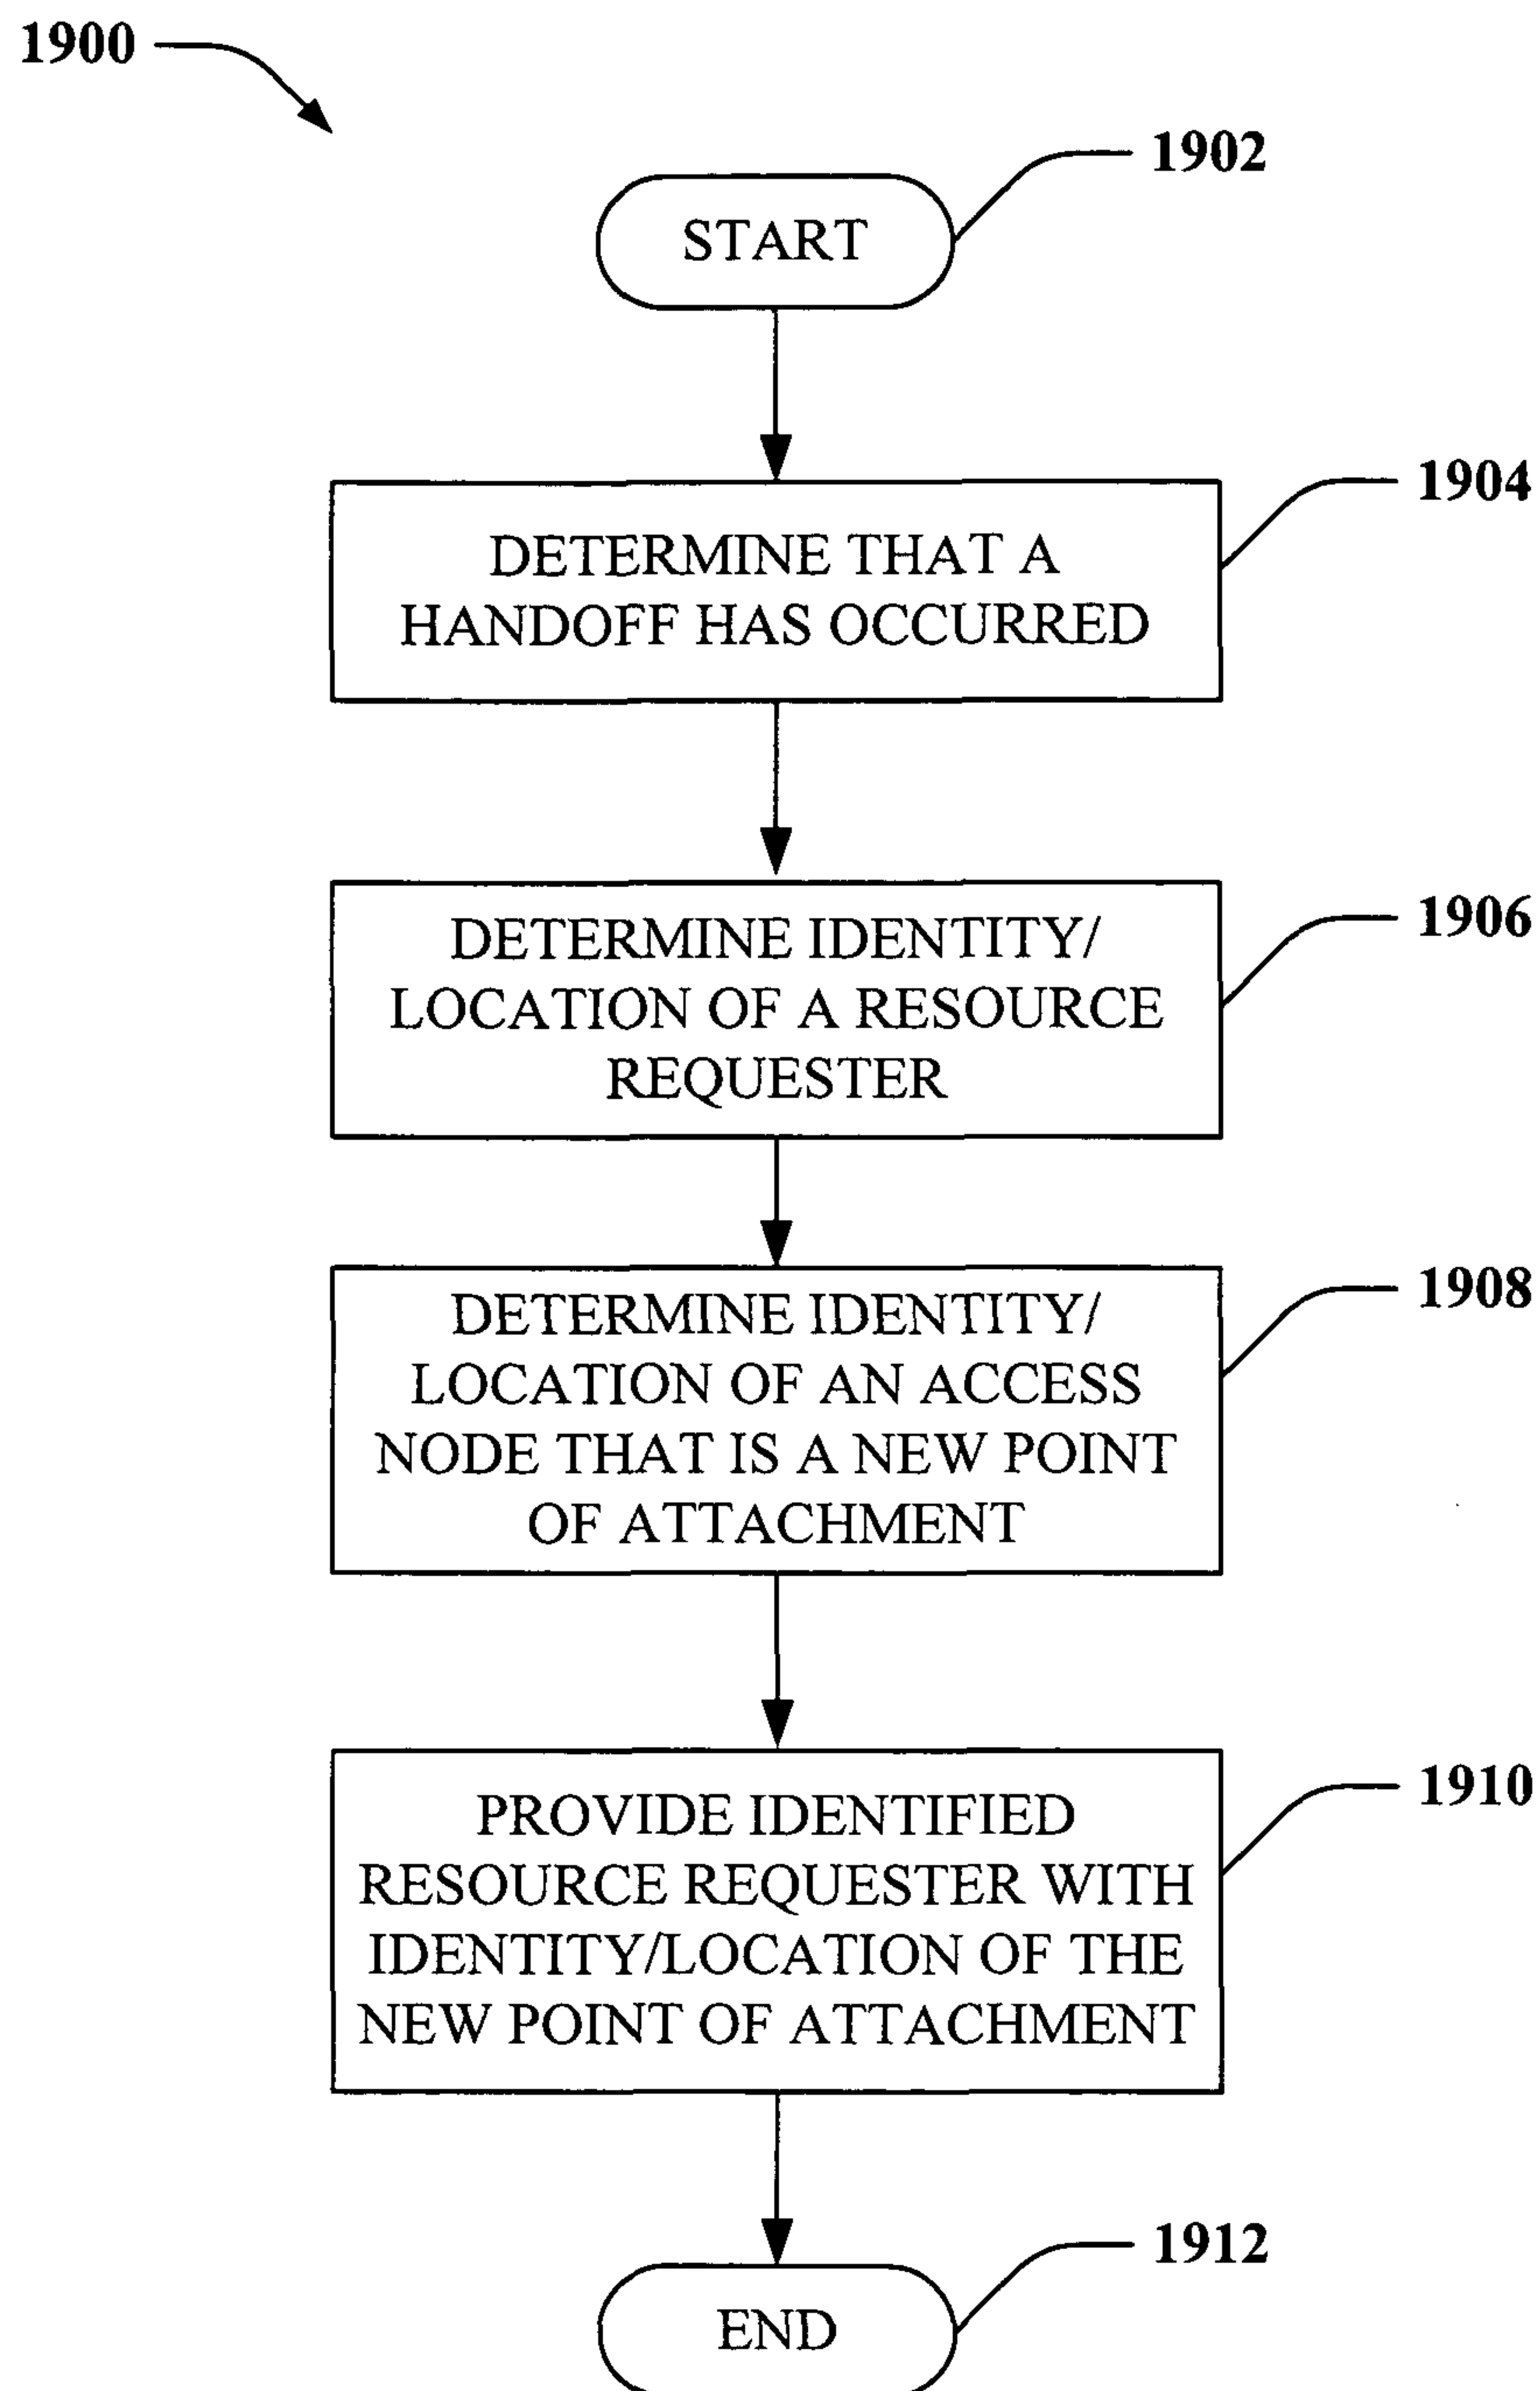 1900
1902
START
1904
DETERMINE THAT A
HANDOFF HAS OCCURRED
1906
DETERMINE IDENTITY/
LOCATION OF A RESOURCE
REQUESTER
1908
DETERMINE IDENTITY/
LOCATION OF AN ACCESS
NODE THAT IS A NEW POINT
OF ATTACHMENT
1910
PROVIDE IDENTIFIED
RESOURCE REQUESTER WITH
IDENTITY/LOCATION OF THE
NEW POINT OF ATTACHMENT
1912
END